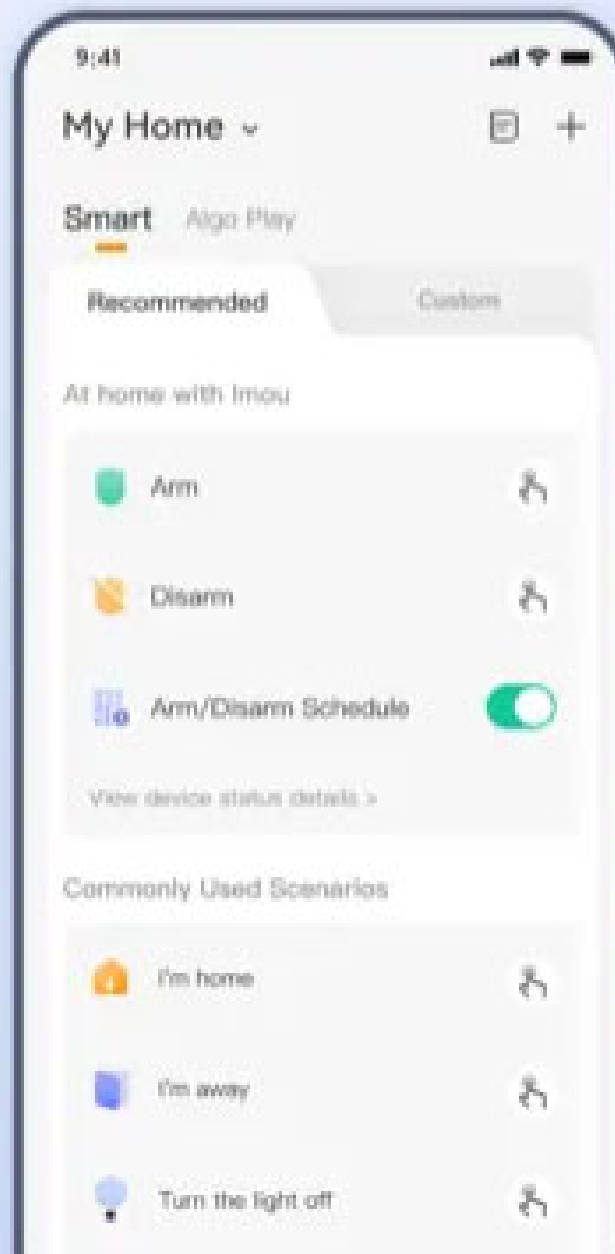 9:41
My Home
Smart Algo Play
Recommended Custom
At home with Imou
Arm
Disarm
Arm/Disarm Schedule
View device status details >
Commonly Used Scenarios
I'm home
I'm away
Turn the light off